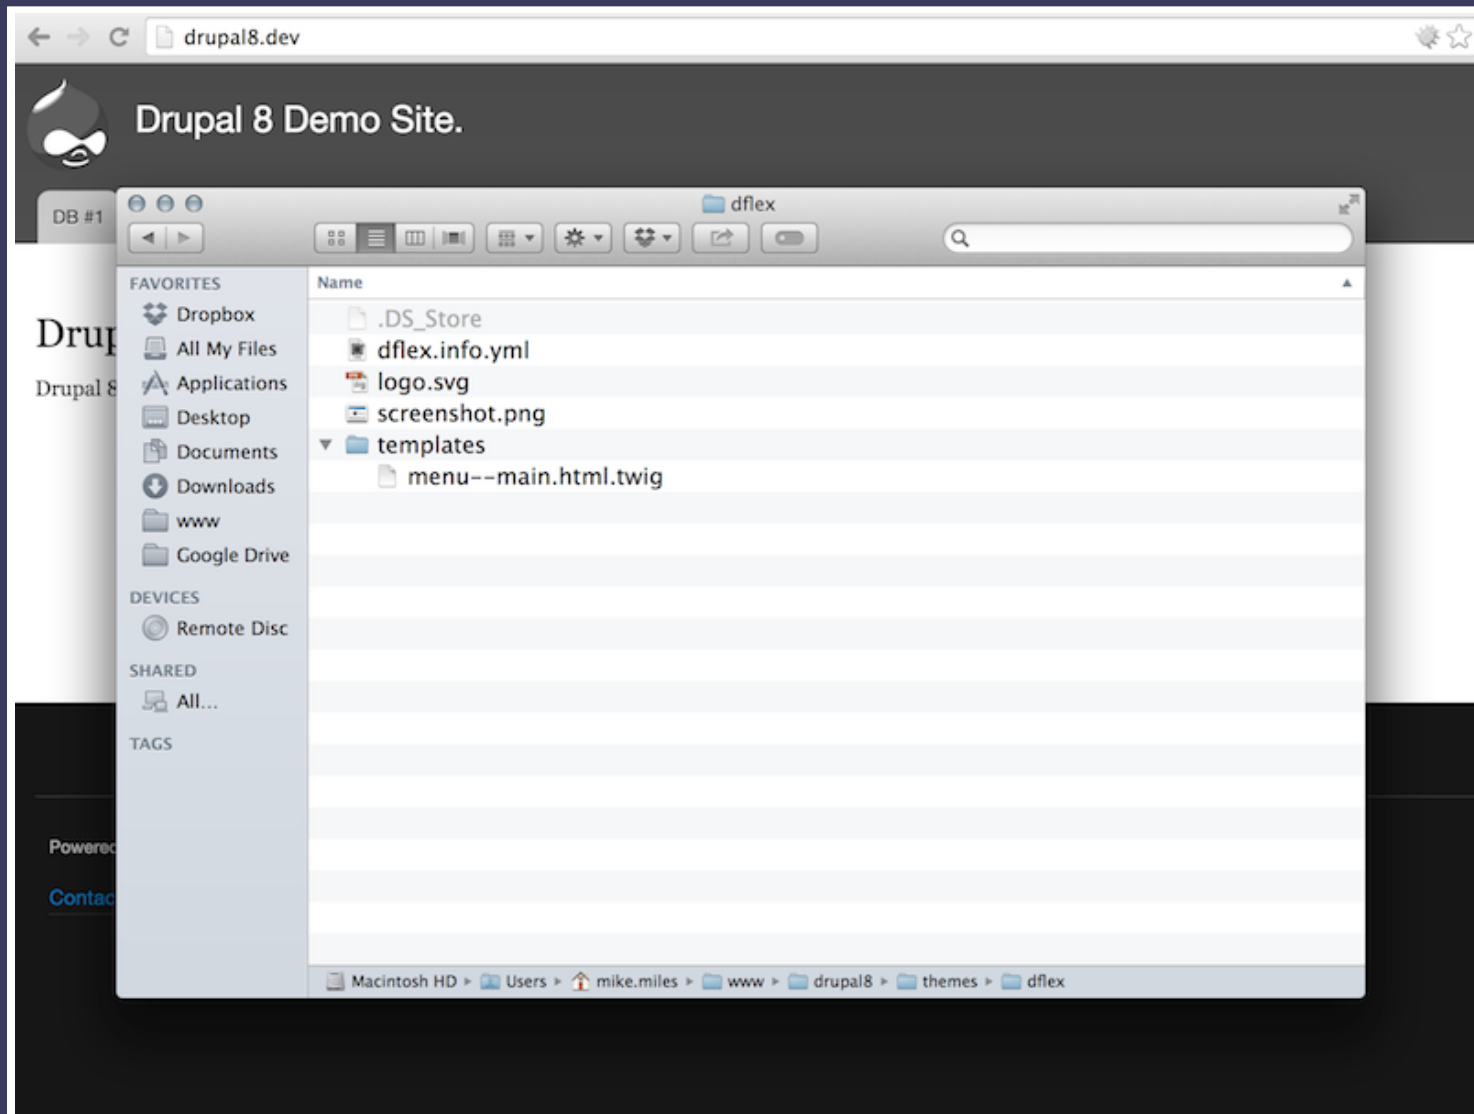 drupal8.dev
Drupal 8 Demo Site.
DB #1
dflex
FAVORITES
Dropbox
All My Files
Applications
Desktop
Documents
Downloads
www
Google Drive
DEVICES
Remote Disc
SHARED
All...
TAGS
Name
.DS_Store
dflex.info.yml
logo.svg
screenshot.png
templates
menu--main.html.twig
Macintosh HD ▸ Users ▸ mike.miles ▸ www ▸ drupal8 ▸ themes ▸ dflex
Drup
Drupal 8
Powered
Contac